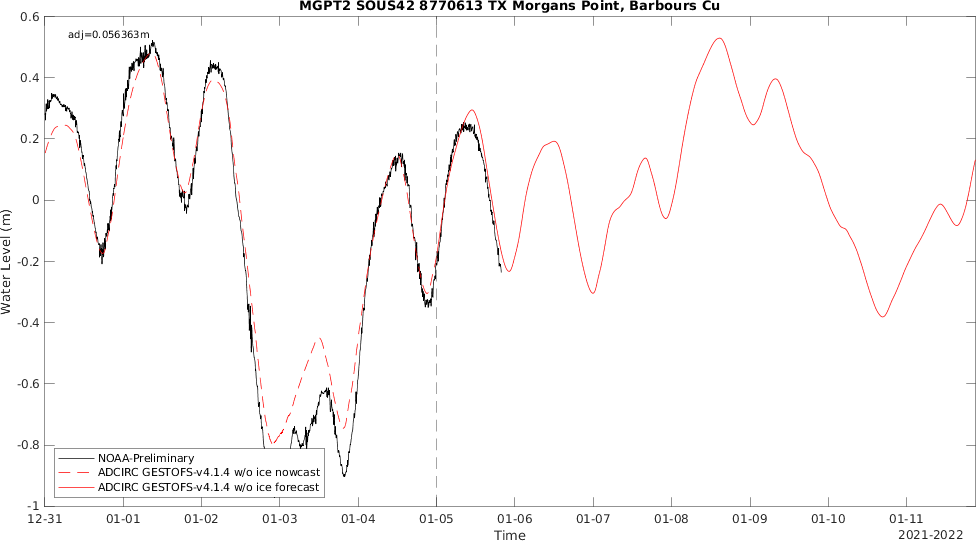 MGPT2 SOUS42 8770613 TX Morgans Point, Barbours Cu
adj=0.056363m
0.6
0.4
0.2
0
-0.2
-0.4
-0.6
-0.8
-1
Water Level (m)
NOAA-Preliminary
ADCIRC GESTOFS-v4.1.4 w/o ice nowcast
ADCIRC GESTOFS-v4.1.4 w/o ice forecast
12-31 01-01 01-02 01-03 01-04 01-05 01-06 01-07 01-08 01-09 01-10 01-11
Time
2021-2022